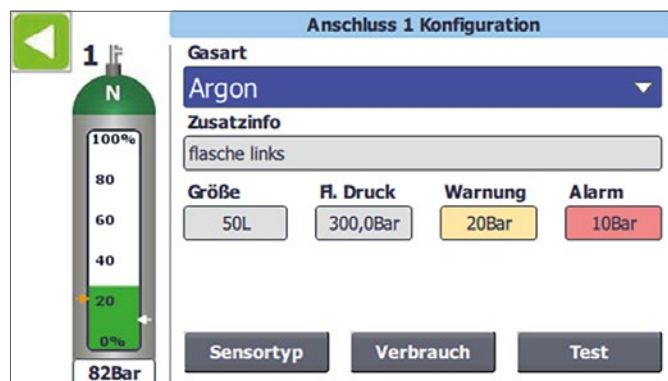 Anschluss 1 Konfiguration
1
N
100%
80
60
40
20
0%
82Bar
Gasart
Argon
Zusatzinfo
flasche links
Größe Fl. Druck Warnung Alarm
50L 300,0Bar 20Bar 10Bar
Sensortyp Verbrauch Test